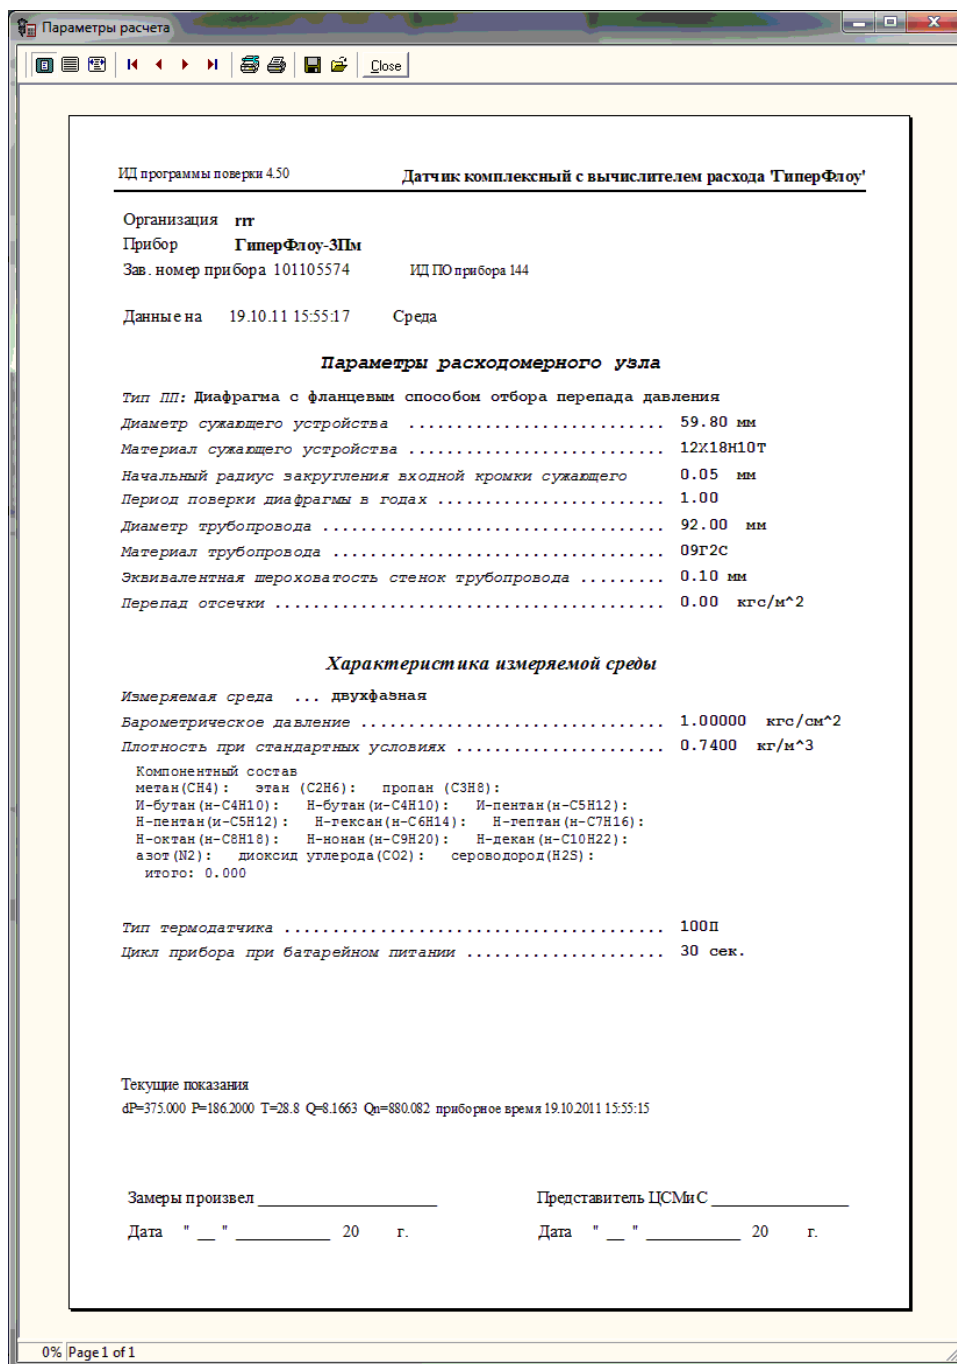 Параметры расчета
Close
ИД программы поверки 4.50 Датчик комплексный с вычислителем расхода 'ГиперФлоу'
Организация rrr
Прибор ГиперФлоу-3Пм
Зав. номер прибора 101105574 ИД ПО прибора 144
Данные на 19.10.11 15:55:17 Среда
Параметры расходомерного узла
Тип ПП: Диафрагма с фланцевым способом отбора перепада давления
Диаметр сужающего устройства ........................... 59.80 мм
Материал сужающего устройства ........................... 12Х18Н10Т
Начальный радиус закругления входной кромки сужающего 0.05 мм
Период поверки диафрагмы в годах ........................ 1.00
Диаметр трубопровода .................................... 92.00 мм
Материал трубопровода ................................... 09Г2С
Эквивалентная шероховатость стенок трубопровода ......... 0.10 мм
Перепад отсечки ......................................... 0.00 кгс/м^2
Характеристика измеряемой среды
Измеряемая среда ... двухфазная
Барометрическое давление ................................ 1.00000 кгс/см^2
Плотность при стандартных условиях ...................... 0.7400 кг/м^3
Компонентный состав
метан(CH4): этан (C2H6): пропан (C3H8):
И-бутан(н-C4H10): Н-бутан(и-C4H10): И-пентан(н-C5H12):
Н-пентан(и-C5H12): Н-гексан(н-C6H14): Н-гептан(н-C7H16):
Н-октан(н-C8H18): Н-нонан(н-C9H20): Н-декан(н-C10H22):
азот(N2): диоксид углерода(CO2): сероводород(H2S):
итого: 0.000
Тип термодатчика ........................................ 100П
Цикл прибора при батарейном питании ..................... 30 сек.
Текущие показания
dP=375.000 P=186.2000 T=28.8 Q=8.1663 Qn=880.082 приборное время 19.10.2011 15:55:15
Замеры произвел ____________________ Представитель ЦСМиС _______________
Дата " __ " ____________ 20 г. Дата " __ " ____________ 20 г.
0% Page 1 of 1